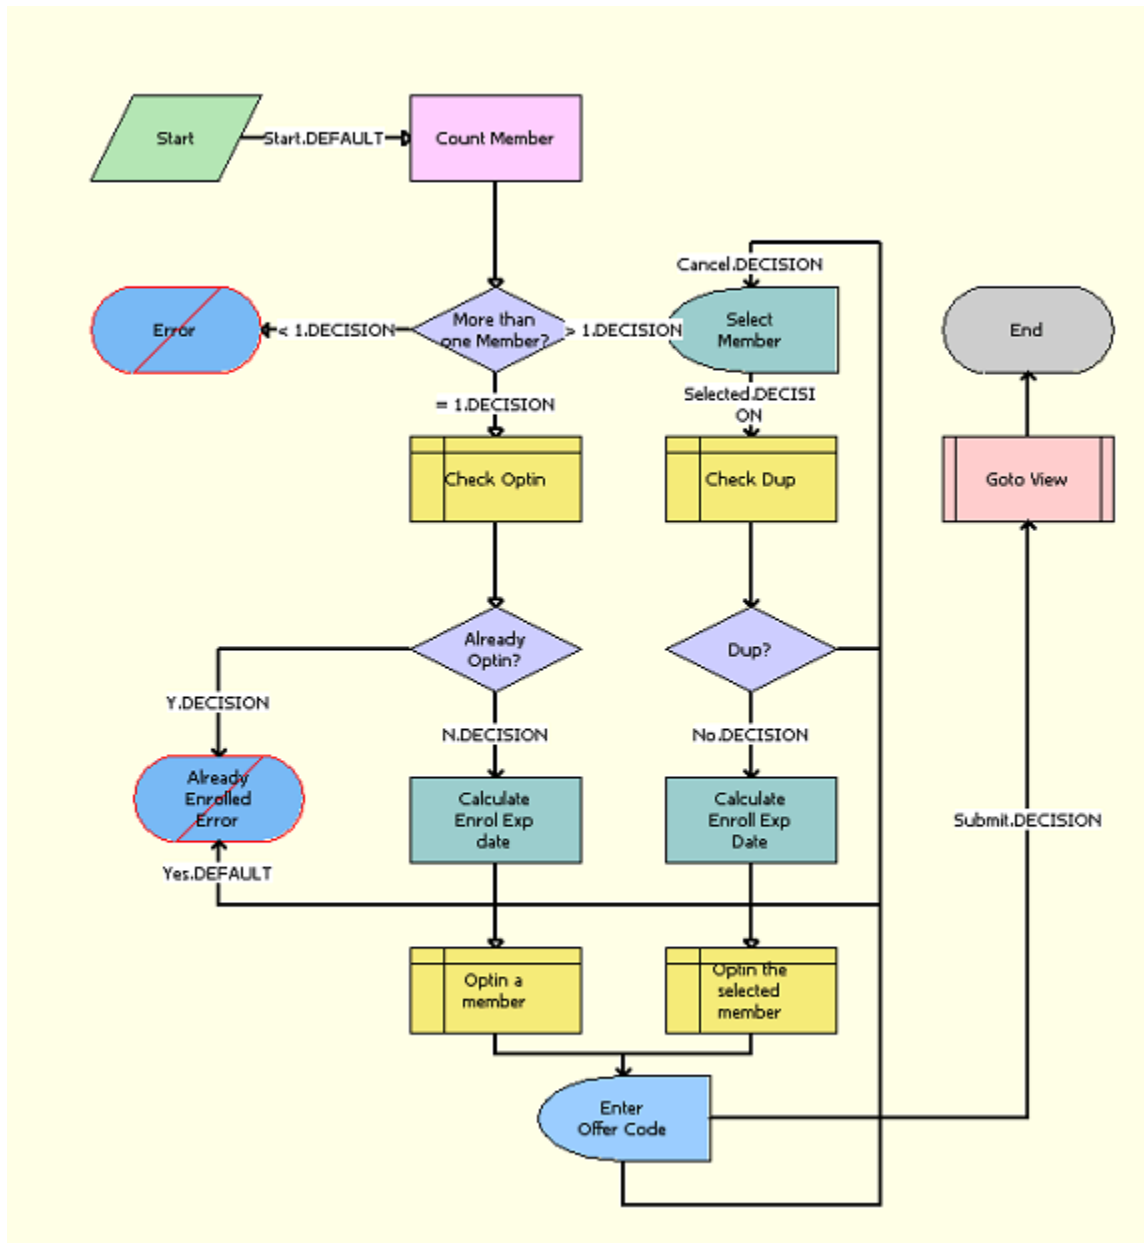 Start
Start.DEFAULT
Count Member
Cancel.DECISION
Error
< 1.DECISION
More than
one Member?
> 1.DECISION
Select
Member
End
= 1.DECISION
Selected.DECISI
ON
Check Optin
Check Dup
Goto View
Already
Optin?
Dup?
Y.DECISION
N.DECISION
No.DECISION
Already
Enrolled
Error
Calculate
Enrol Exp
date
Calculate
Enroll Exp
Date
Submit.DECISION
Yes.DEFAULT
Optin a
member
Optin the
selected
member
Enter
Offer Code